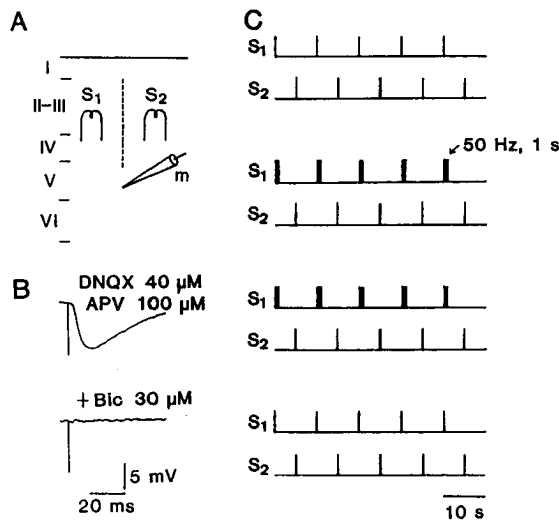 A
I
II–III
S1
S2
IV
V
m
VI
B
DNQX 40 µM
APV 100 µM
+ Bic 30 µM
5 mV
20 ms
C
S1
S2
50 Hz, 1 s
S1
S2
S1
S2
S1
S2
10 s